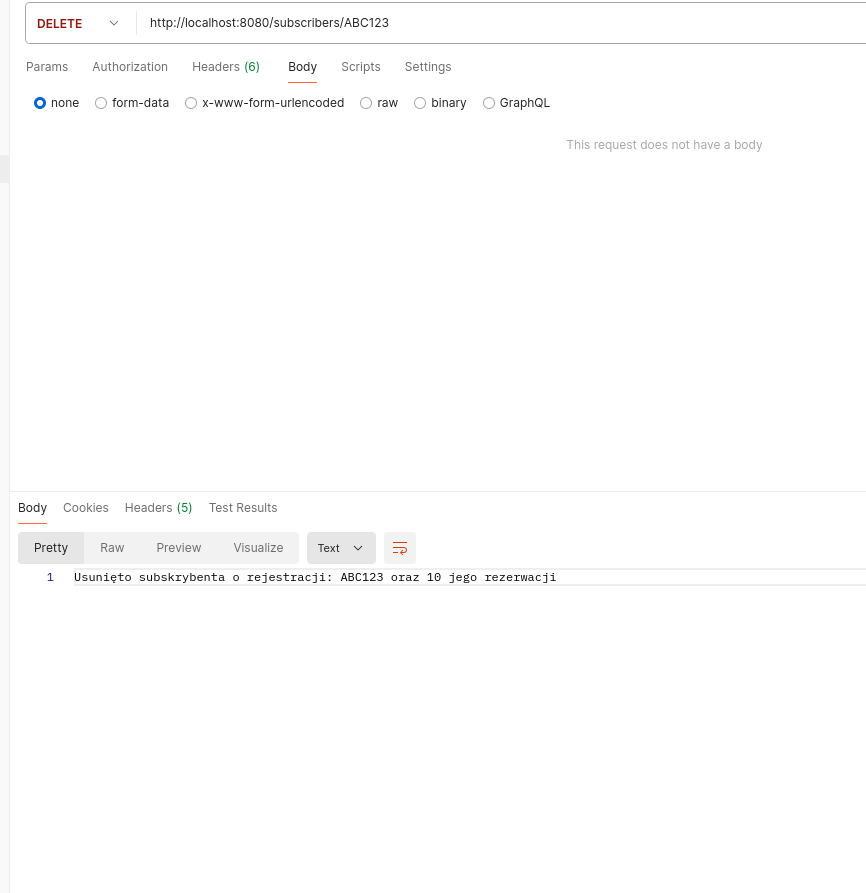 DELETE http://localhost:8080/subscribers/ABC123
Params Authorization Headers (6) Body Scripts Settings
none form-data x-www-form-urlencoded raw binary GraphQL
This request does not have a body
Body Cookies Headers (5) Test Results
Pretty Raw Preview Visualize Text
1 Usunięto subskrybenta o rejestracji: ABC123 oraz 10 jego rezerwacji